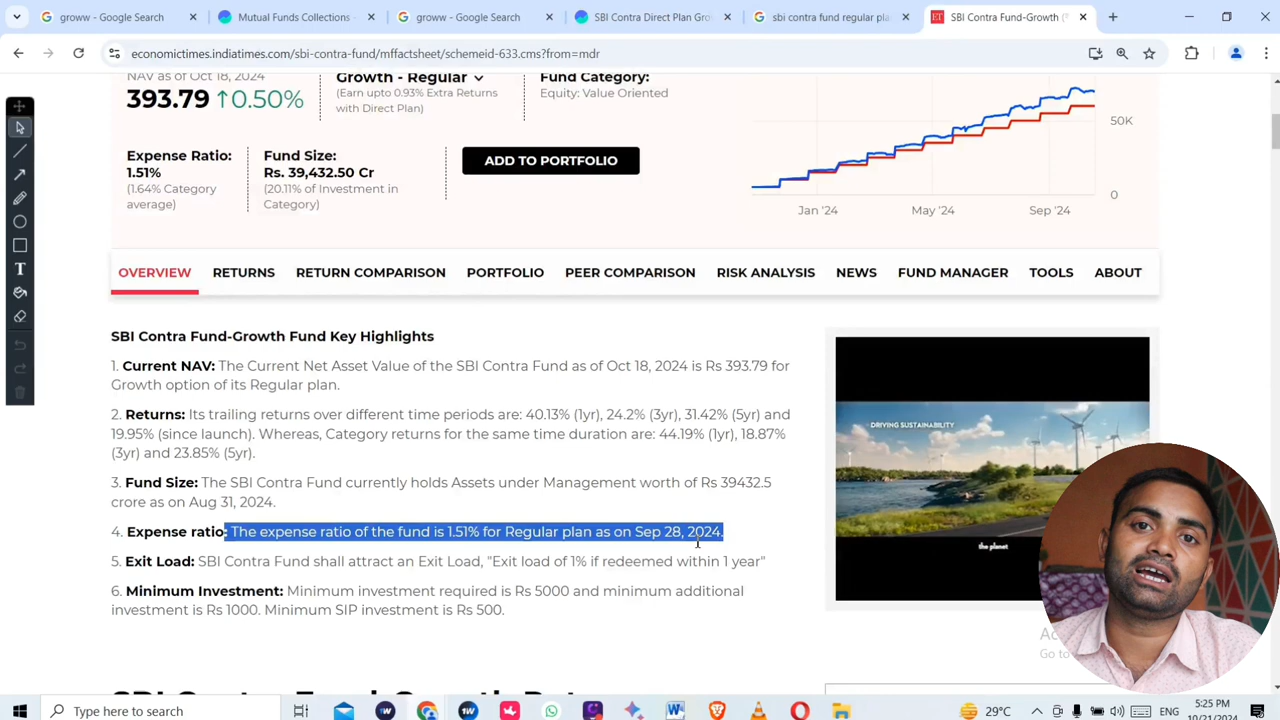 groww - Google Search
Mutual Funds Collections -
groww - Google Search
SBI Contra Direct Plan Gro
sbi contra fund regular pla
SBI Contra Fund-Growth (
economictimes.indiatimes.com/sbi-contra-fund/mffactsheet/schemeid-633.cms?from=mdr
NAV as of Oct 18, 2024
393.79 ↑0.50%
Growth - Regular
(Earn upto 0.93% Extra Returns
with Direct Plan)
Fund Category:
Equity: Value Oriented
Expense Ratio:
1.51%
(1.64% Category
average)
Fund Size:
Rs. 39,432.50 Cr
(20.11% of Investment in
Category)
ADD TO PORTFOLIO
50K
0
Jan '24 May '24 Sep '24
OVERVIEW RETURNS RETURN COMPARISON PORTFOLIO PEER COMPARISON RISK ANALYSIS NEWS FUND MANAGER TOOLS ABOUT
SBI Contra Fund-Growth Fund Key Highlights
1. Current NAV: The Current Net Asset Value of the SBI Contra Fund as of Oct 18, 2024 is Rs 393.79 for
Growth option of its Regular plan.
2. Returns: Its trailing returns over different time periods are: 40.13% (1yr), 24.2% (3yr), 31.42% (5yr) and
19.95% (since launch). Whereas, Category returns for the same time duration are: 44.19% (1yr), 18.87%
(3yr) and 23.85% (5yr).
3. Fund Size: The SBI Contra Fund currently holds Assets under Management worth of Rs 39432.5
crore as on Aug 31, 2024.
4. Expense ratio: The expense ratio of the fund is 1.51% for Regular plan as on Sep 28, 2024.
5. Exit Load: SBI Contra Fund shall attract an Exit Load, "Exit load of 1% if redeemed within 1 year"
6. Minimum Investment: Minimum investment required is Rs 5000 and minimum additional
investment is Rs 1000. Minimum SIP investment is Rs 500.
DRIVING SUSTAINABILITY
the planet
Go to
Type here to search
29°C
ENG
5:25 PM
10/21/2024